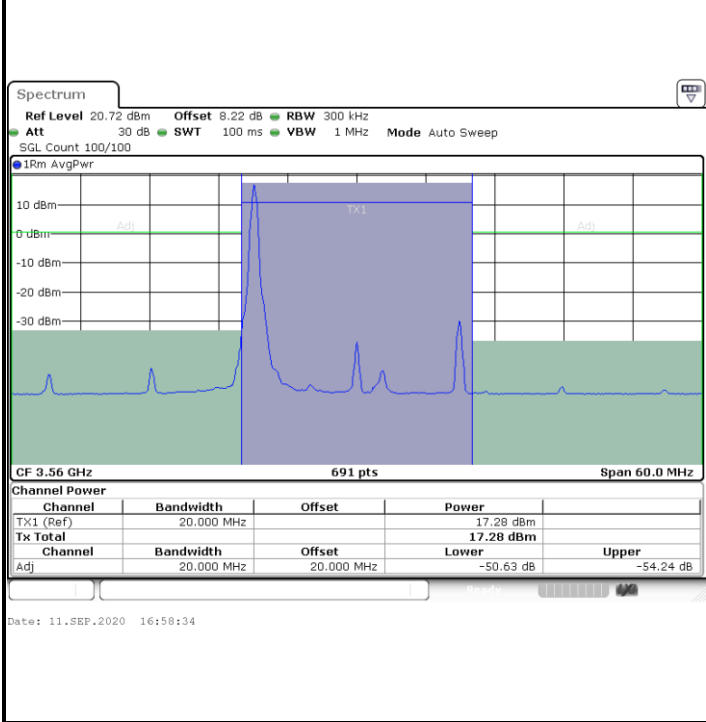 Spectrum
Ref Level 20.72 dBm Offset 8.22 dB RBW 300 kHz
Att 30 dB SWT 100 ms VBW 1 MHz Mode Auto Sweep
SGL Count 100/100
1Rm AvgPwr
10 dBm
TX1
Adj Adj
0 dBm
-10 dBm
-20 dBm
-30 dBm
CF 3.56 GHz 691 pts Span 60.0 MHz
Channel Power
Channel Bandwidth Offset Power
TX1 (Ref) 20.000 MHz 17.28 dBm
Tx Total 17.28 dBm
Channel Bandwidth Offset Lower Upper
Adj 20.000 MHz 20.000 MHz -50.63 dB -54.24 dB
Ready
Date: 11.SEP.2020 16:58:34